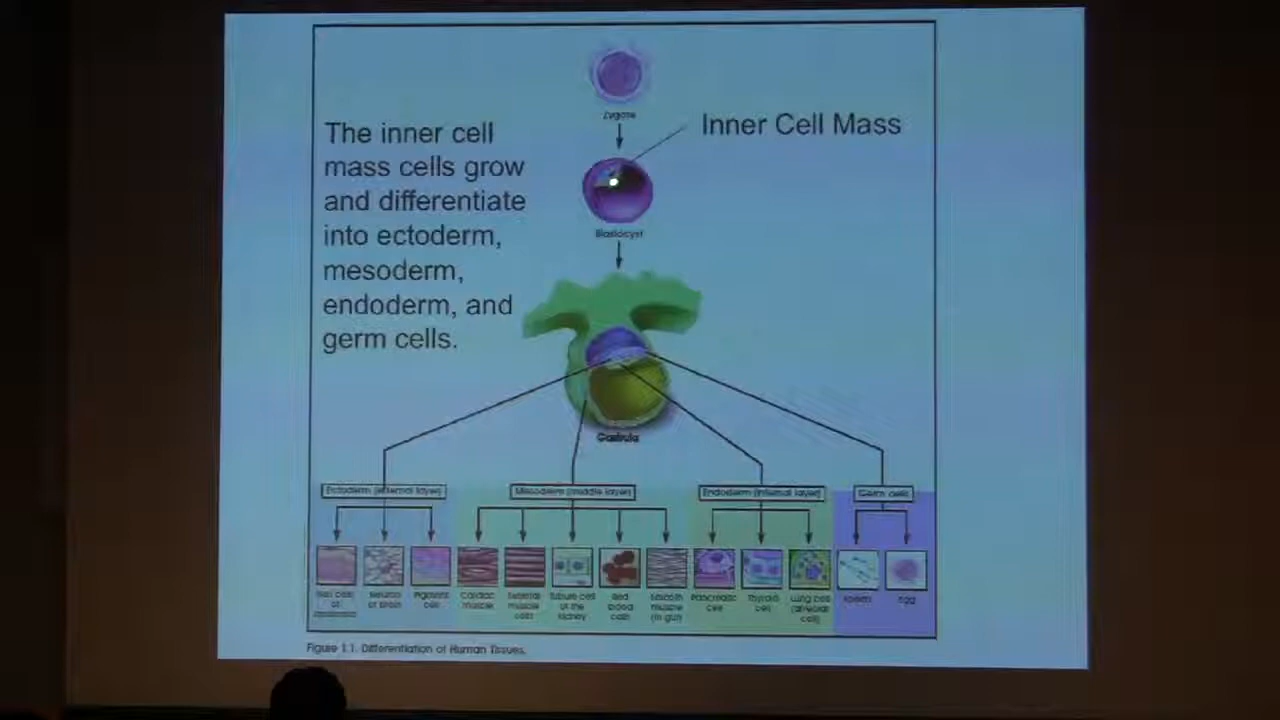 Zygote
Inner Cell Mass
The inner cell
mass cells grow
and differentiate
into ectoderm,
mesoderm,
endoderm, and
germ cells.
Blastocyst
Gastrula
Ectoderm (external layer)
Mesoderm (middle layer)
Endoderm (internal layer)
Germ cells
cells of
Neurons
of brain
Pigment
cell
Cardiac
muscle
Skeletal
muscle
cells
Tubule cell
of the
kidney
Red
blood
cells
Smooth
muscle
(in gut)
Pancreatic
cell
Thyroid
cell
Lung cell
(alveolar
cell)
Sperm
Egg
Figure 1.1. Differentiation of Human Tissues.